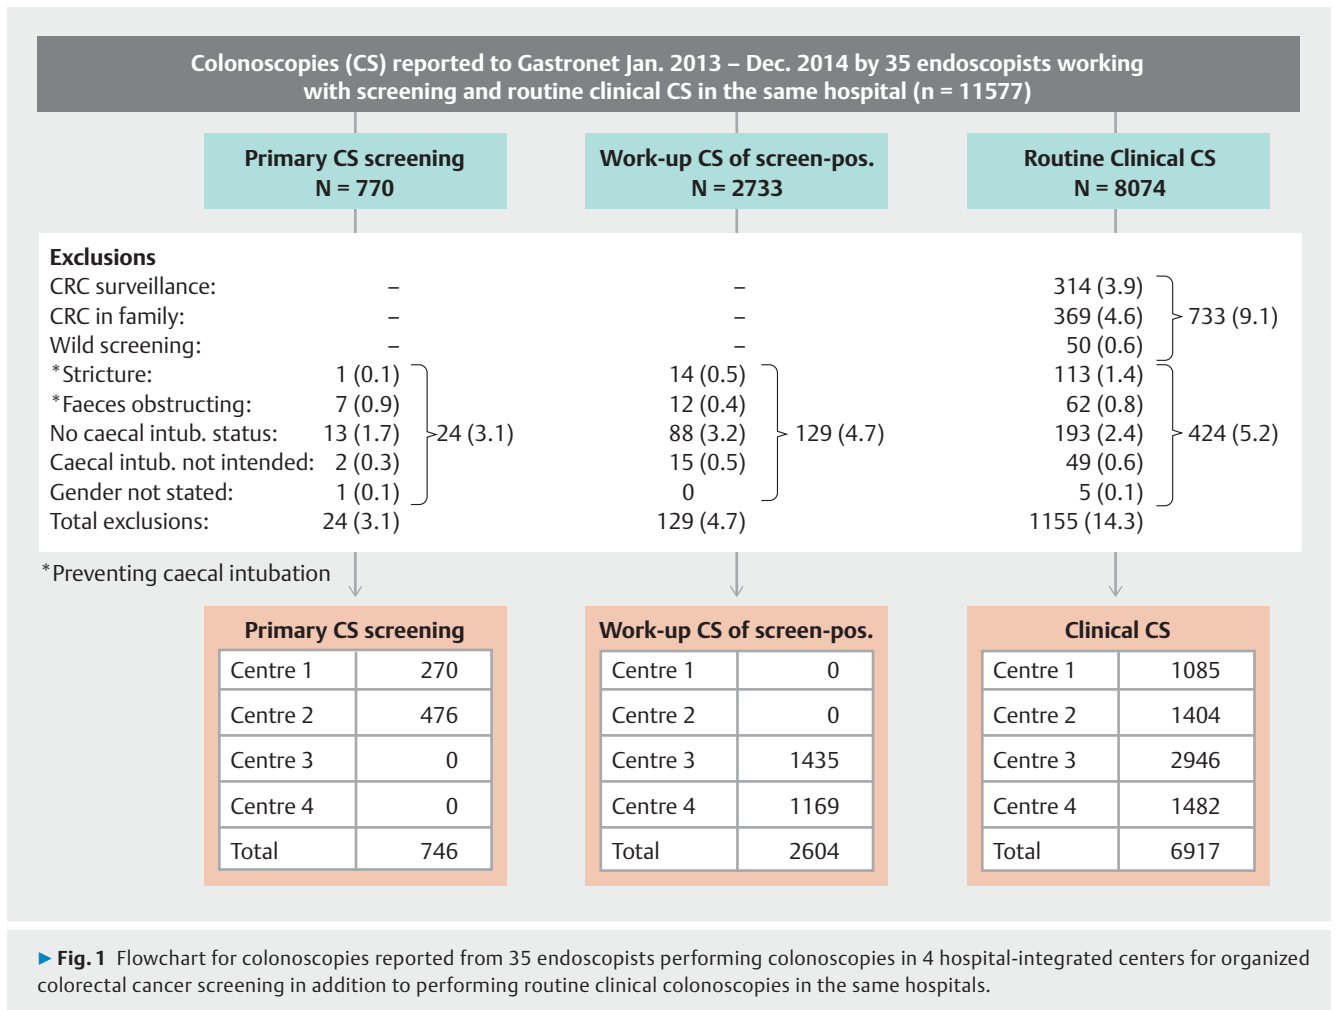 Colonoscopies (CS) reported to Gastronet Jan. 2013 – Dec. 2014 by 35 endoscopists working
with screening and routine clinical CS in the same hospital (n = 11577)
Primary CS screening
N = 770
Work-up CS of screen-pos.
N = 2733
Routine Clinical CS
N = 8074
Exclusions
CRC surveillance: – – 314 (3.9)
CRC in family: – – 369 (4.6) 733 (9.1)
Wild screening: – – 50 (0.6)
*Stricture: 1 (0.1) 14 (0.5) 113 (1.4)
*Faeces obstructing: 7 (0.9) 12 (0.4) 62 (0.8)
No caecal intub. status: 13 (1.7) 24 (3.1) 88 (3.2) 129 (4.7) 193 (2.4) 424 (5.2)
Caecal intub. not intended: 2 (0.3) 15 (0.5) 49 (0.6)
Gender not stated: 1 (0.1) 0 5 (0.1)
Total exclusions: 24 (3.1) 129 (4.7) 1155 (14.3)
*Preventing caecal intubation
Primary CS screening
Centre 1 270
Centre 2 476
Centre 3 0
Centre 4 0
Total 746
Work-up CS of screen-pos.
Centre 1 0
Centre 2 0
Centre 3 1435
Centre 4 1169
Total 2604
Clinical CS
Centre 1 1085
Centre 2 1404
Centre 3 2946
Centre 4 1482
Total 6917
▶ Fig. 1 Flowchart for colonoscopies reported from 35 endoscopists performing colonoscopies in 4 hospital-integrated centers for organized
colorectal cancer screening in addition to performing routine clinical colonoscopies in the same hospitals.